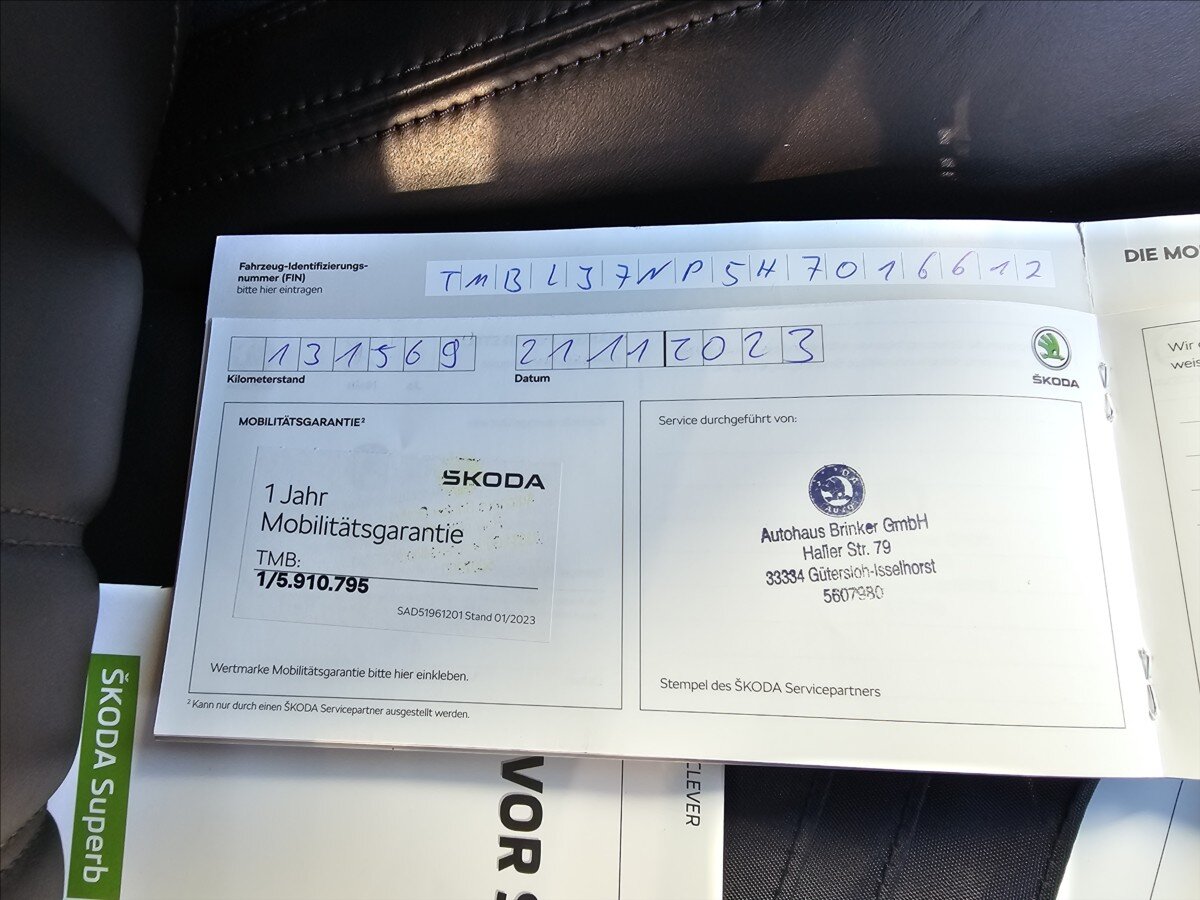 Fahrzeug-Identifizierungs-
nummer (FIN)
bitte hier eintragen
TMBLJ7NP5H7016612
131569
Kilometerstand
21112023
Datum
ŠKODA
MOBILITÄTSGARANTIE²
ŠKODA
1 Jahr
Mobilitätsgarantie
TMB:
1/5.910.795
SAD51961201 Stand 01/2023
Wertmarke Mobilitätsgarantie bitte hier einkleben.
² Kann nur durch einen ŠKODA Servicepartner ausgestellt werden.
Service durchgeführt von:
Autohaus Brinker GmbH
Haller Str. 79
33334 Gütersloh-Isselhorst
5607980
Stempel des ŠKODA Servicepartners
DIE MO
Wir
weis
ŠKODA Superb
VOR
CLEVER